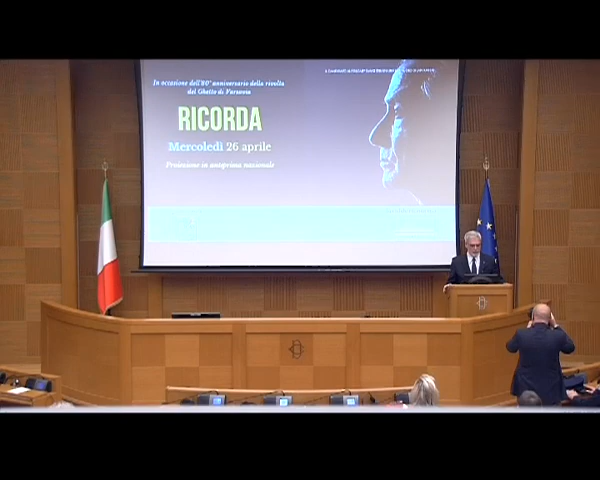 In occasione dell'80° anniversario della rivolta
del Ghetto di Varsavia
RICORDA
Mercoledì 26 aprile
Proiezione in anteprima nazionale